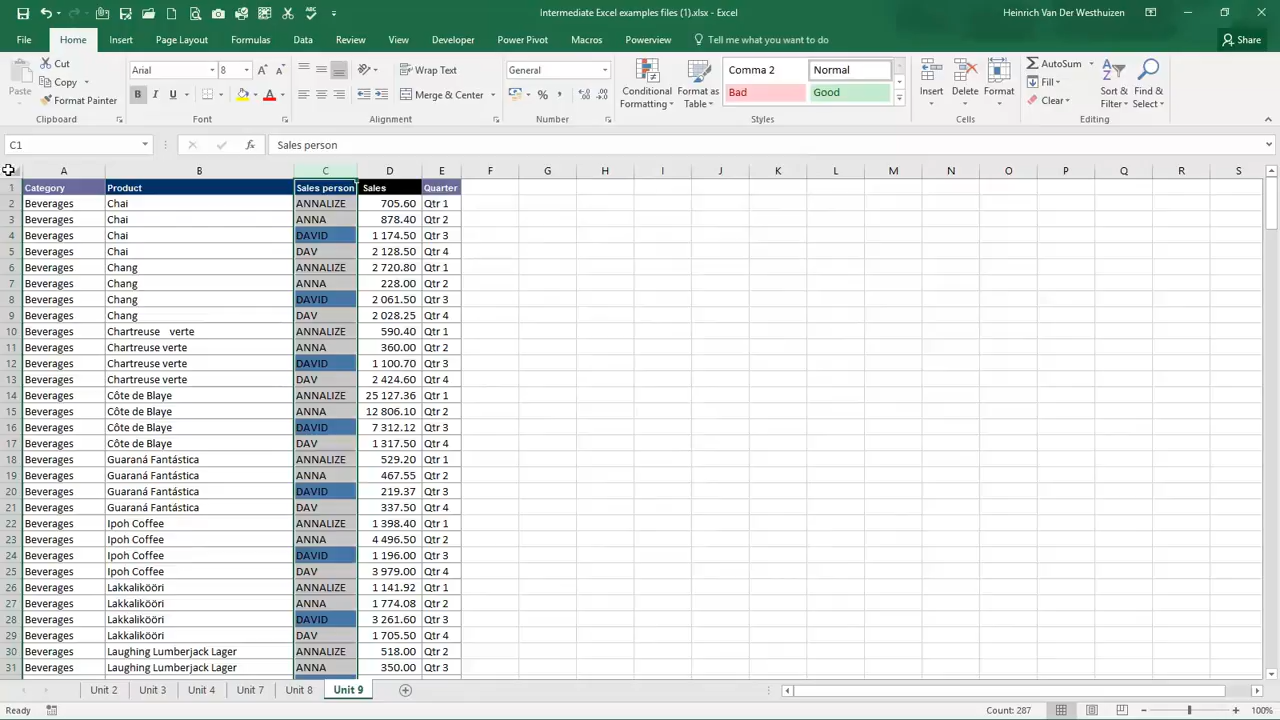 Intermediate Excel examples files (1).xlsx - Excel
Heinrich Van Der Westhuizen
File Home Insert Page Layout Formulas Data Review View Developer Power Pivot Macros Powerview Tell me what you want to do Share
Paste Cut Copy Format Painter Clipboard
Arial 8 B I U A Font
Wrap Text Merge & Center Alignment
General % , Number
Conditional Formatting Format as Table Comma 2 Normal Bad Good Styles
Insert Delete Format Cells
AutoSum Fill Clear Sort & Filter Find & Select Editing
C1 fx Sales person
A B C D E F G H I J K L M N O P Q R S
1 Category Product Sales person Sales Quarter
2 Beverages Chai ANNALIZE 705.60 Qtr 1
3 Beverages Chai ANNA 878.40 Qtr 2
4 Beverages Chai DAVID 1 174.50 Qtr 3
5 Beverages Chai DAV 2 128.50 Qtr 4
6 Beverages Chang ANNALIZE 2 720.80 Qtr 1
7 Beverages Chang ANNA 228.00 Qtr 2
8 Beverages Chang DAVID 2 061.50 Qtr 3
9 Beverages Chang DAV 2 028.25 Qtr 4
10 Beverages Chartreuse verte ANNALIZE 590.40 Qtr 1
11 Beverages Chartreuse verte ANNA 360.00 Qtr 2
12 Beverages Chartreuse verte DAVID 1 100.70 Qtr 3
13 Beverages Chartreuse verte DAV 2 424.60 Qtr 4
14 Beverages Côte de Blaye ANNALIZE 25 127.36 Qtr 1
15 Beverages Côte de Blaye ANNA 12 806.10 Qtr 2
16 Beverages Côte de Blaye DAVID 7 312.12 Qtr 3
17 Beverages Côte de Blaye DAV 1 317.50 Qtr 4
18 Beverages Guaraná Fantástica ANNALIZE 529.20 Qtr 1
19 Beverages Guaraná Fantástica ANNA 467.55 Qtr 2
20 Beverages Guaraná Fantástica DAVID 219.37 Qtr 3
21 Beverages Guaraná Fantástica DAV 337.50 Qtr 4
22 Beverages Ipoh Coffee ANNALIZE 1 398.40 Qtr 1
23 Beverages Ipoh Coffee ANNA 4 496.50 Qtr 2
24 Beverages Ipoh Coffee DAVID 1 196.00 Qtr 3
25 Beverages Ipoh Coffee DAV 3 979.00 Qtr 4
26 Beverages Lakkalikööri ANNALIZE 1 141.92 Qtr 1
27 Beverages Lakkalikööri ANNA 1 774.08 Qtr 2
28 Beverages Lakkalikööri DAVID 3 261.60 Qtr 3
29 Beverages Lakkalikööri DAV 1 705.50 Qtr 4
30 Beverages Laughing Lumberjack Lager ANNALIZE 518.00 Qtr 2
31 Beverages Laughing Lumberjack Lager ANNA 350.00 Qtr 3
Unit 2 Unit 3 Unit 4 Unit 7 Unit 8 Unit 9
Ready Count: 287 100%